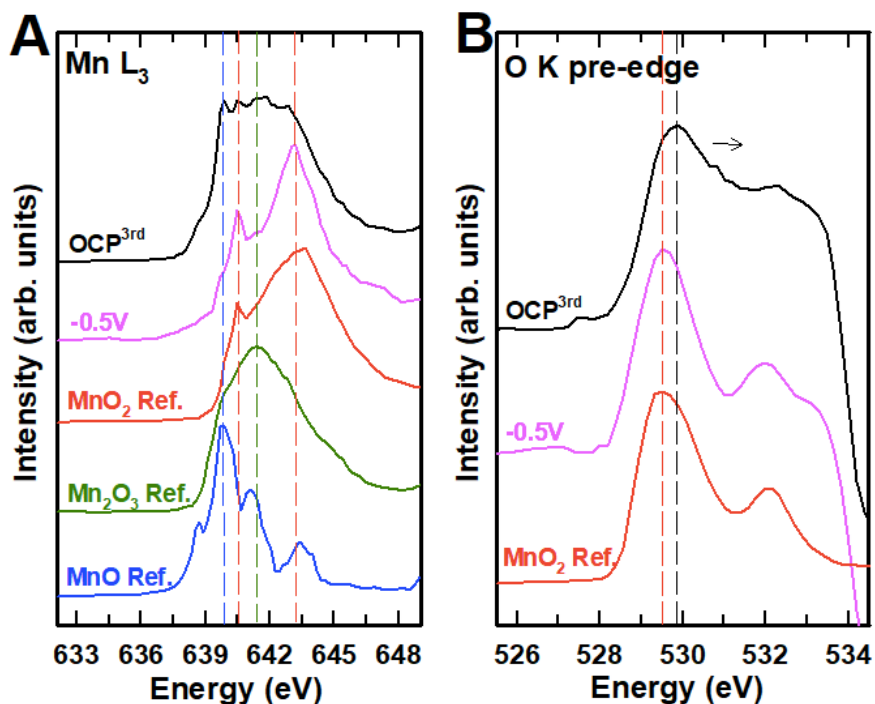 A
Mn L₃
Intensity (arb. units)
OCP³ʳᵈ
-0.5V
MnO₂ Ref.
Mn₂O₃ Ref.
MnO Ref.
633 636 639 642 645 648
Energy (eV)
B
O K pre-edge
Intensity (arb. units)
OCP³ʳᵈ
-0.5V
MnO₂ Ref.
526 528 530 532 534
Energy (eV)